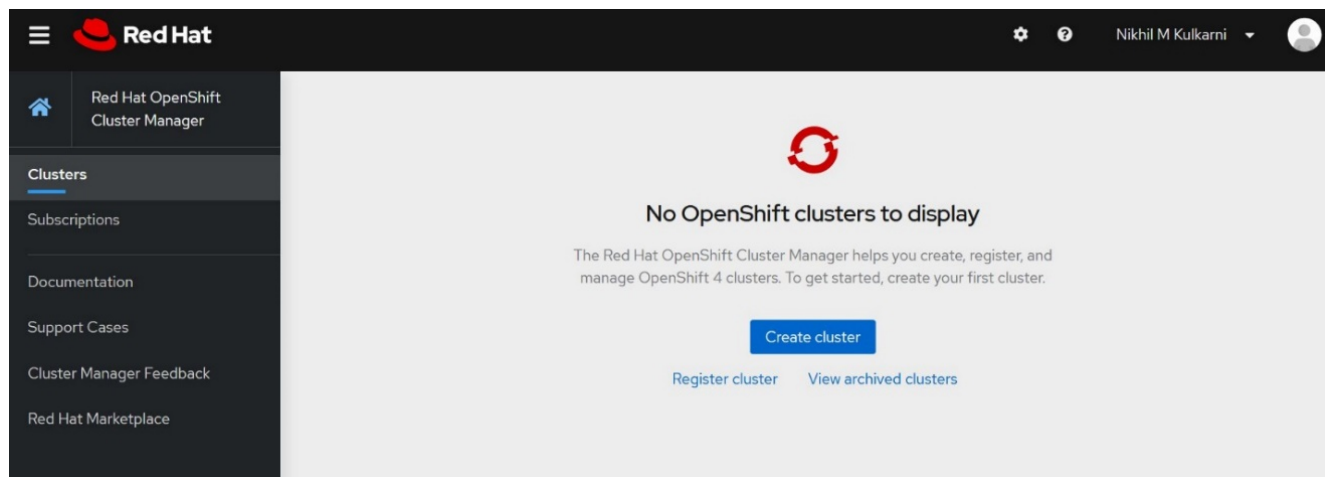 Red Hat
Nikhil M Kulkarni
Red Hat OpenShift
Cluster Manager
Clusters
Subscriptions
Documentation
Support Cases
Cluster Manager Feedback
Red Hat Marketplace
No OpenShift clusters to display
The Red Hat OpenShift Cluster Manager helps you create, register, and
manage OpenShift 4 clusters. To get started, create your first cluster.
Create cluster
Register cluster View archived clusters